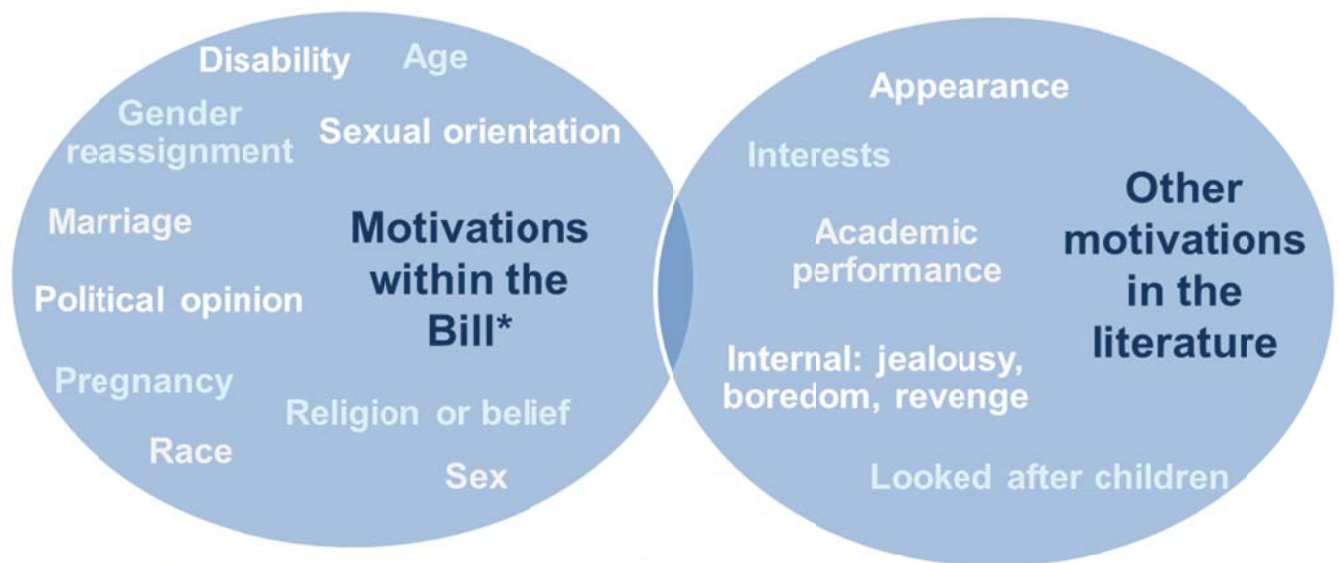 Disability
Age
Gender
reassignment
Sexual orientation
Marriage
Motivations
within the
Bill*
Political opinion
Pregnancy
Religion or belief
Race
Sex
Appearance
Interests
Other
motivations
in the
literature
Academic
performance
Internal: jealousy,
boredom, revenge
Looked after children